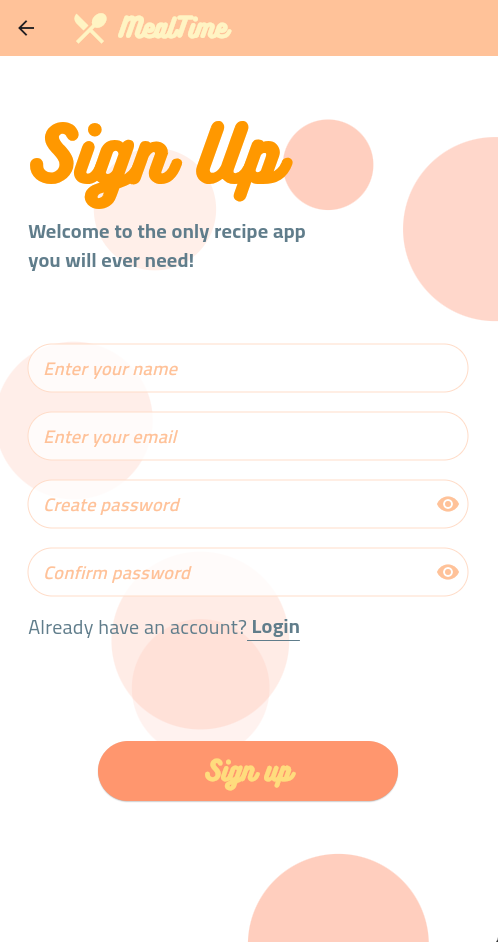 MealTime
Sign Up
Welcome to the only recipe app
you will ever need!
Enter your name
Enter your email
Create password
Confirm password
Already have an account? Login
Sign up